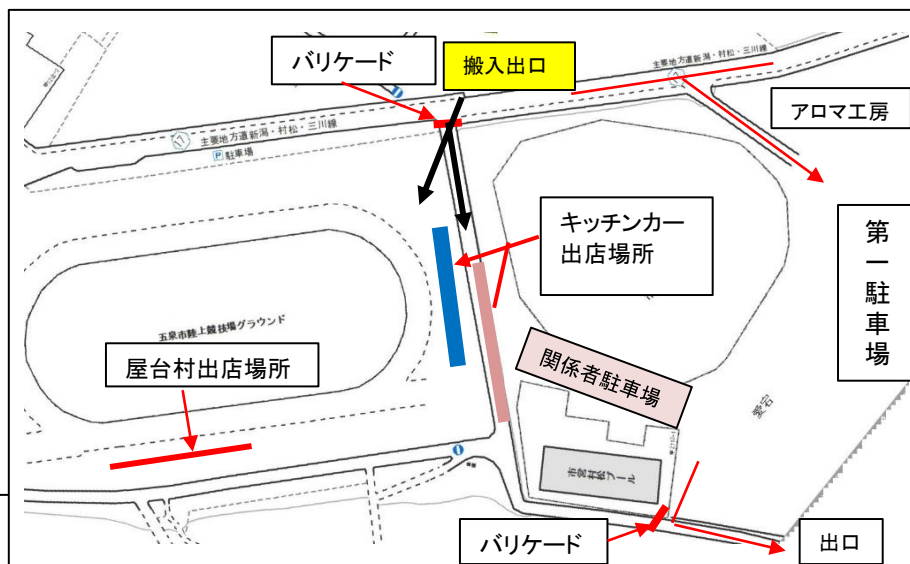 バリケード
搬入出口
主要地方道新潟・村松・三川線
アロマ工房
主要地方道新潟・村松・三川線
P 駐車場
キッチンカー
出店場所
第一駐車場
五泉市陸上競技場グラウンド
屋台村出店場所
関係者駐車場
愛宕
市営村松プール
バリケード
出口